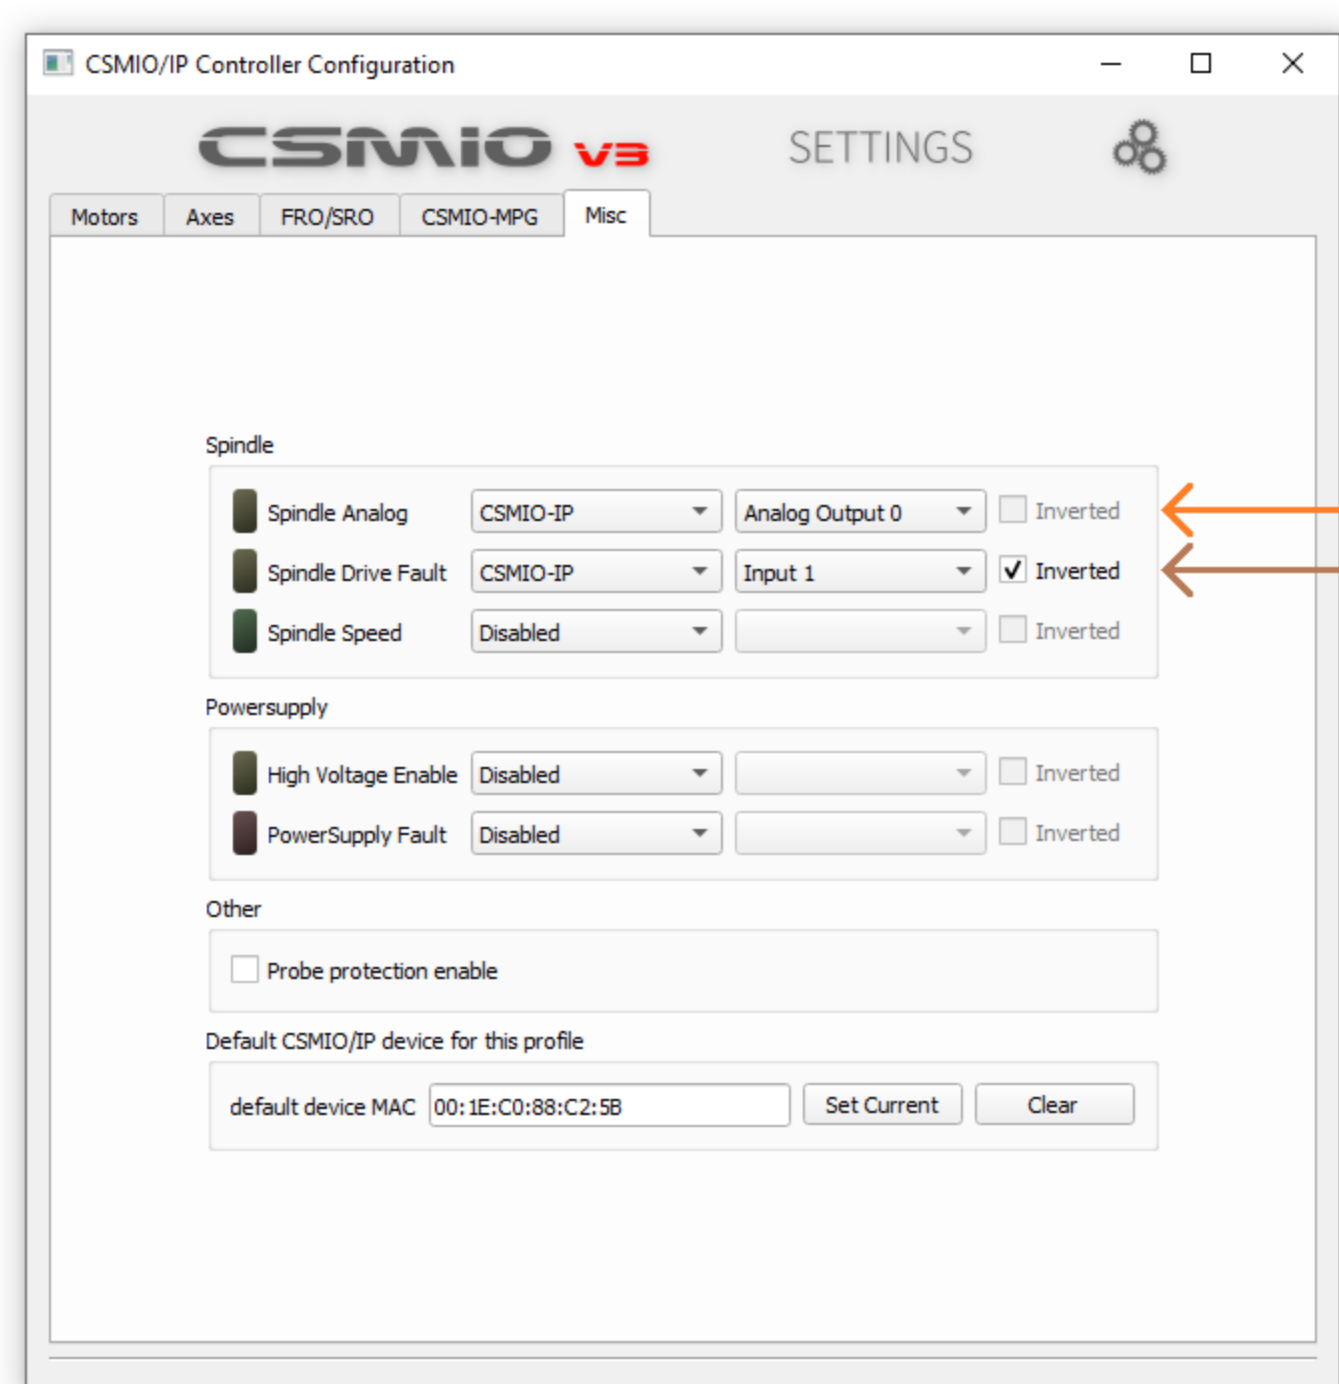 CSMIO/IP Controller Configuration
CSMIO V3 SETTINGS
Motors Axes FRO/SRO CSMIO-MPG Misc
Spindle
Spindle Analog CSMIO-IP Analog Output 0 Inverted
Spindle Drive Fault CSMIO-IP Input 1 Inverted
Spindle Speed Disabled Inverted
Powersupply
High Voltage Enable Disabled Inverted
PowerSupply Fault Disabled Inverted
Other
Probe protection enable
Default CSMIO/IP device for this profile
default device MAC 00:1E:C0:88:C2:5B Set Current Clear